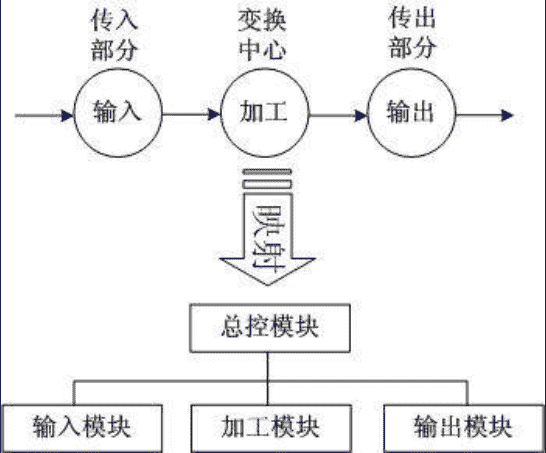 传入
部分
变换
中心
传出
部分
输入
加工
输出
映射
总控模块
输入模块
加工模块
输出模块